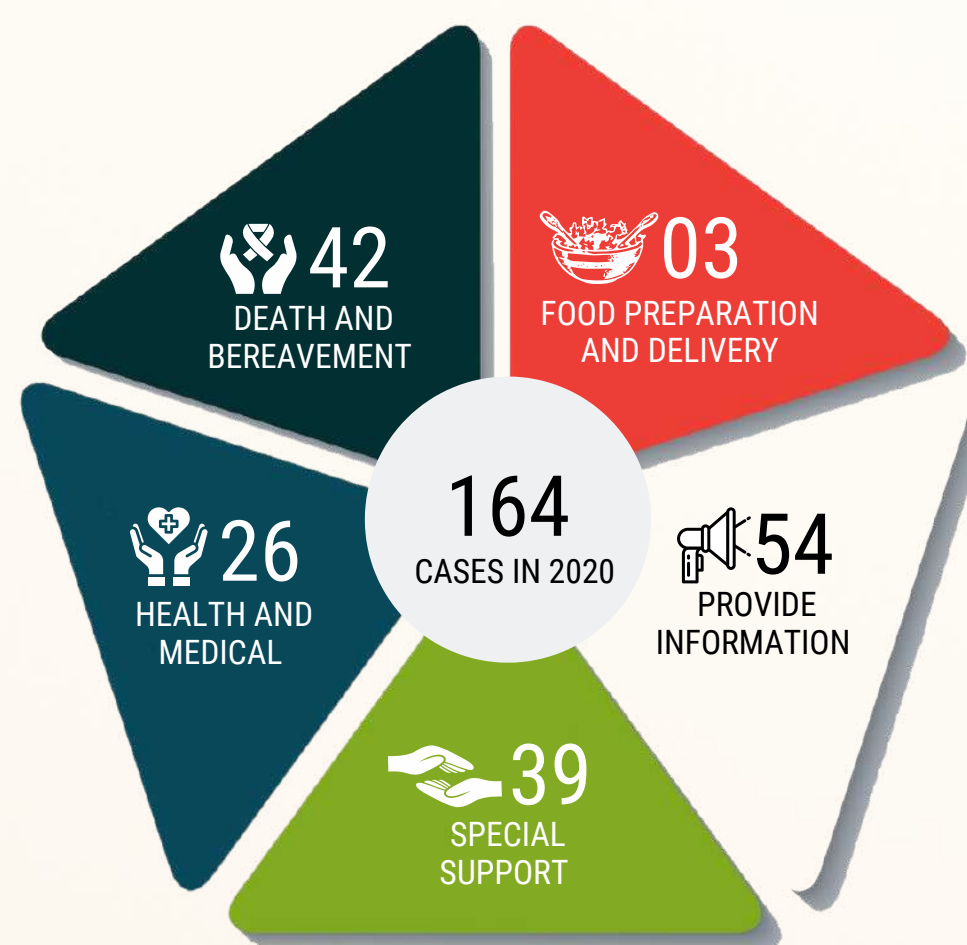 42
DEATH AND
BEREAVEMENT
03
FOOD PREPARATION
AND DELIVERY
26
HEALTH AND
MEDICAL
164
CASES IN 2020
54
PROVIDE
INFORMATION
39
SPECIAL
SUPPORT